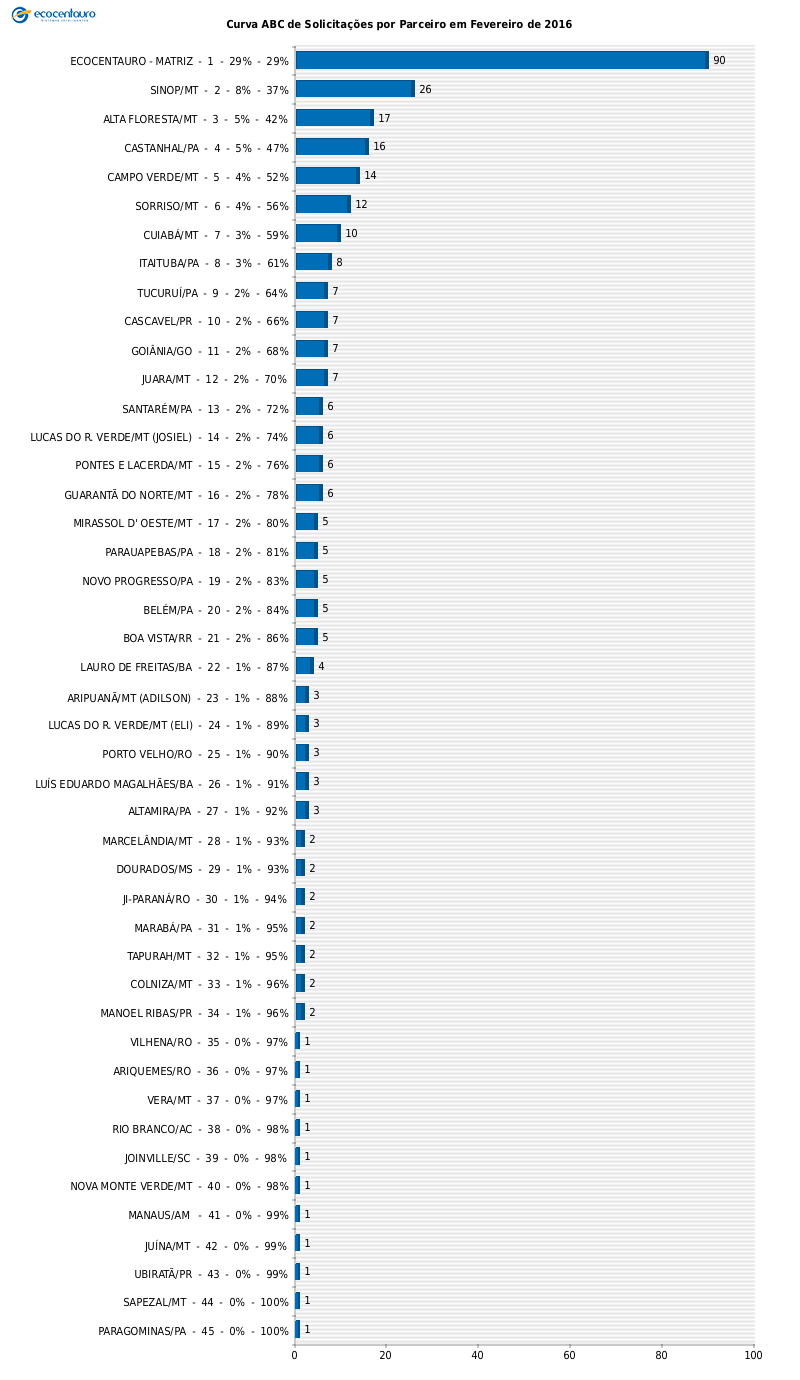 ecocentauro
Curva ABC de Solicitações por Parceiro em Fevereiro de 2016
ECOCENTAURO - MATRIZ - 1 - 29% - 29% 90
SINOP/MT - 2 - 8% - 37% 26
ALTA FLORESTA/MT - 3 - 5% - 42% 17
CASTANHAL/PA - 4 - 5% - 47% 16
CAMPO VERDE/MT - 5 - 4% - 52% 14
SORRISO/MT - 6 - 4% - 56% 12
CUIABÁ/MT - 7 - 3% - 59% 10
ITAITUBA/PA - 8 - 3% - 61% 8
TUCURUÍ/PA - 9 - 2% - 64% 7
CASCAVEL/PR - 10 - 2% - 66% 7
GOIÂNIA/GO - 11 - 2% - 68% 7
JUARA/MT - 12 - 2% - 70% 7
SANTARÉM/PA - 13 - 2% - 72% 6
LUCAS DO R. VERDE/MT (JOSIEL) - 14 - 2% - 74% 6
PONTES E LACERDA/MT - 15 - 2% - 76% 6
GUARANTÃ DO NORTE/MT - 16 - 2% - 78% 6
MIRASSOL D' OESTE/MT - 17 - 2% - 80% 5
PARAUAPEBAS/PA - 18 - 2% - 81% 5
NOVO PROGRESSO/PA - 19 - 2% - 83% 5
BELÉM/PA - 20 - 2% - 84% 5
BOA VISTA/RR - 21 - 2% - 86% 5
LAURO DE FREITAS/BA - 22 - 1% - 87% 4
ARIPUANÃ/MT (ADILSON) - 23 - 1% - 88% 3
LUCAS DO R. VERDE/MT (ELI) - 24 - 1% - 89% 3
PORTO VELHO/RO - 25 - 1% - 90% 3
LUÍS EDUARDO MAGALHÃES/BA - 26 - 1% - 91% 3
ALTAMIRA/PA - 27 - 1% - 92% 3
MARCELÂNDIA/MT - 28 - 1% - 93% 2
DOURADOS/MS - 29 - 1% - 93% 2
JI-PARANÁ/RO - 30 - 1% - 94% 2
MARABÁ/PA - 31 - 1% - 95% 2
TAPURAH/MT - 32 - 1% - 95% 2
COLNIZA/MT - 33 - 1% - 96% 2
MANOEL RIBAS/PR - 34 - 1% - 96% 2
VILHENA/RO - 35 - 0% - 97% 1
ARIQUEMES/RO - 36 - 0% - 97% 1
VERA/MT - 37 - 0% - 97% 1
RIO BRANCO/AC - 38 - 0% - 98% 1
JOINVILLE/SC - 39 - 0% - 98% 1
NOVA MONTE VERDE/MT - 40 - 0% - 98% 1
MANAUS/AM - 41 - 0% - 99% 1
JUÍNA/MT - 42 - 0% - 99% 1
UBIRATÃ/PR - 43 - 0% - 99% 1
SAPEZAL/MT - 44 - 0% - 100% 1
PARAGOMINAS/PA - 45 - 0% - 100% 1
0 20 40 60 80 100